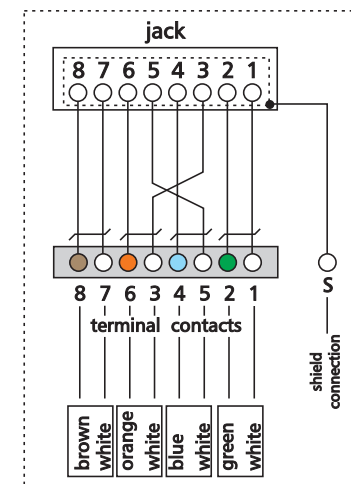 jack
8 7 6 5 4 3 2 1
8 7 6 3 4 5 2 1
S
terminal contacts
shield
connection
brown
white
orange
white
blue
white
green
white